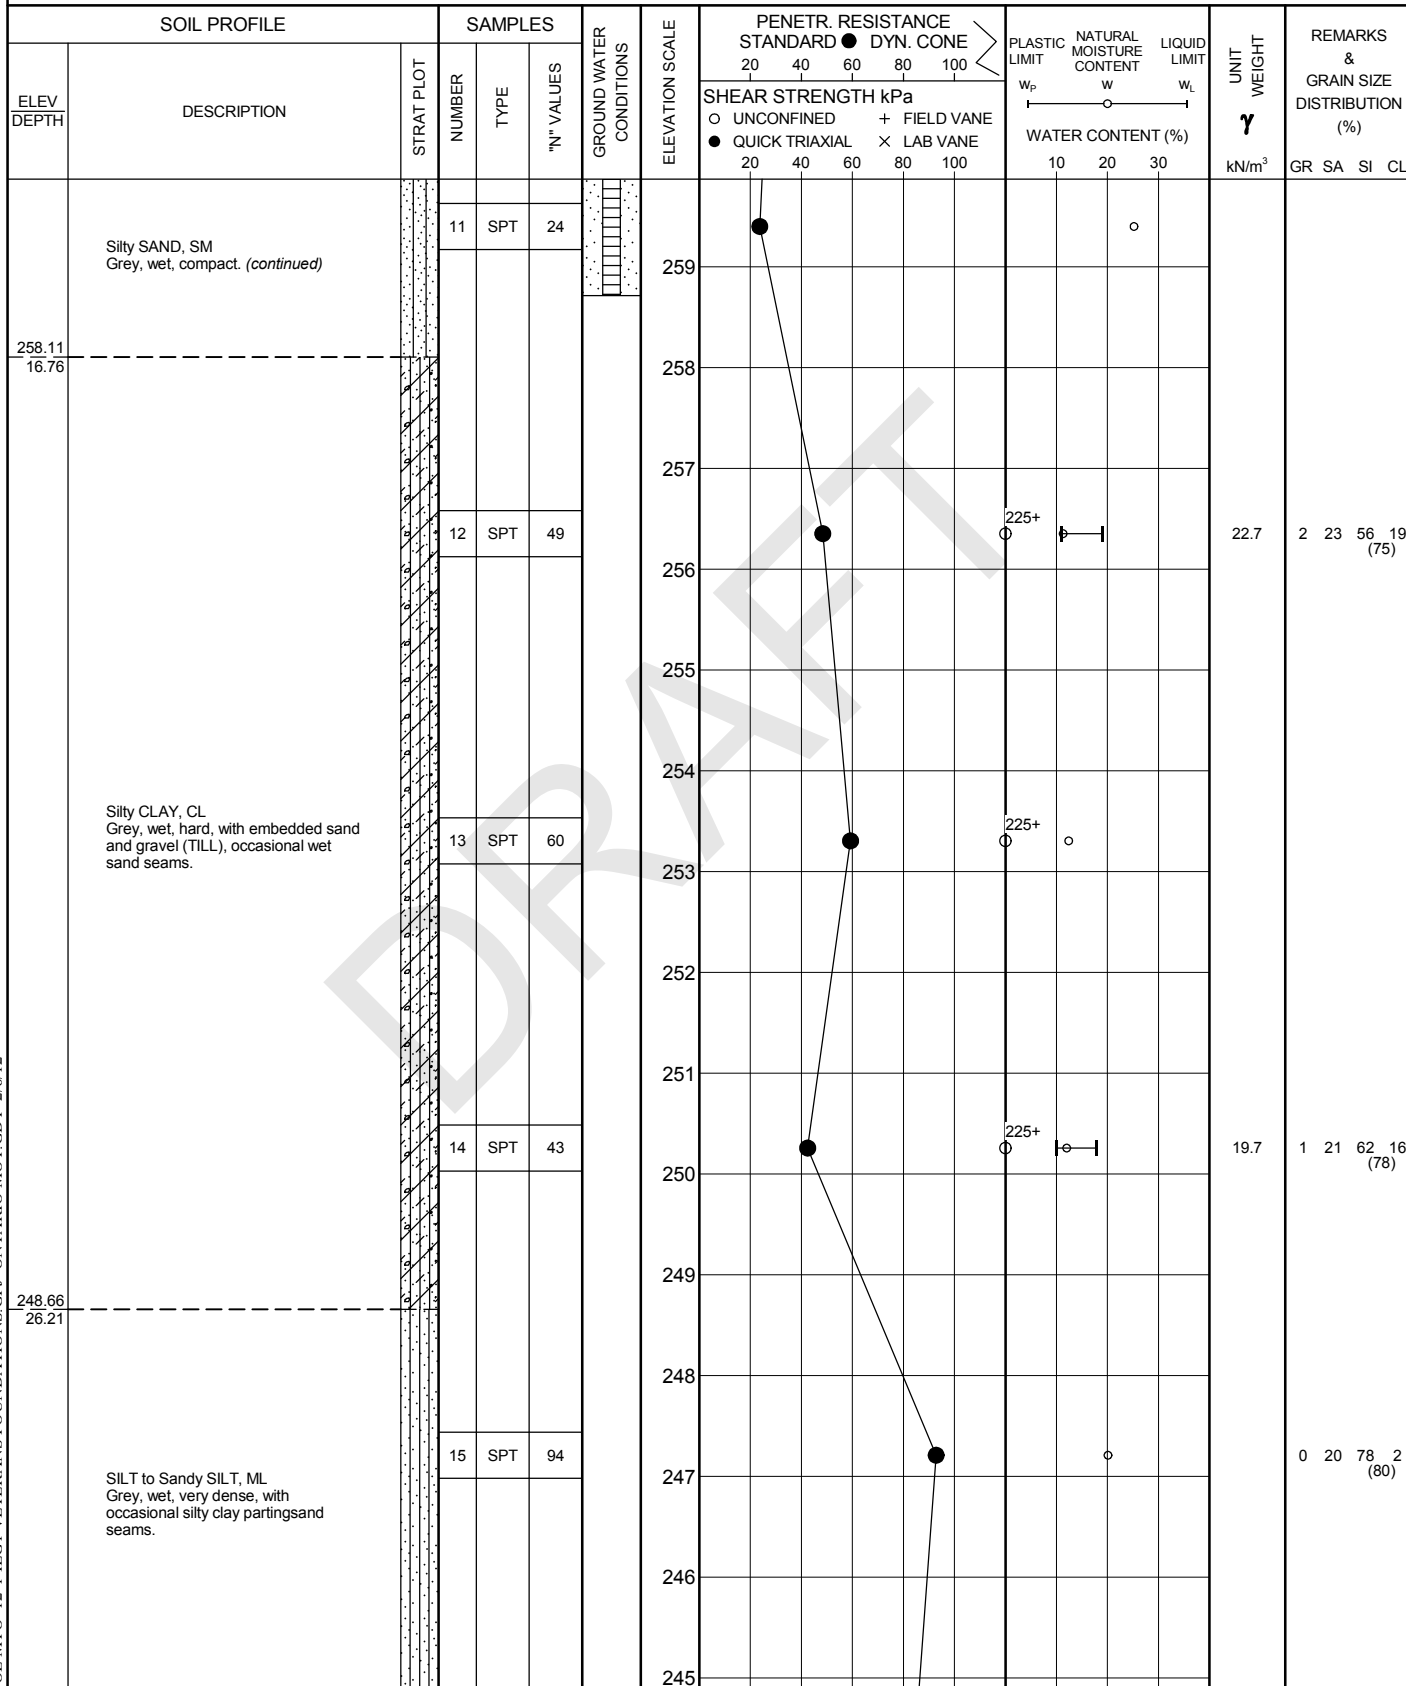 SOIL PROFILE
SAMPLES
GROUND WATER
CONDITIONS
ELEVATION SCALE
PENETR. RESISTANCE
STANDARD ● DYN. CONE
20 40 60 80 100
SHEAR STRENGTH kPa
○ UNCONFINED + FIELD VANE
● QUICK TRIAXIAL × LAB VANE
20 40 60 80 100
PLASTIC LIMIT
NATURAL MOISTURE CONTENT
LIQUID LIMIT
wP w wL
WATER CONTENT (%)
10 20 30
UNIT WEIGHT
γ
kN/m³
REMARKS
&
GRAIN SIZE
DISTRIBUTION
(%)
GR SA SI CL
ELEV
DEPTH
DESCRIPTION
STRAT PLOT
NUMBER
TYPE
"N" VALUES
11 SPT 24
Silty SAND, SM
Grey, wet, compact. (continued)
259
258.11
16.76
258
257
12 SPT 49
225+
22.7
2 23 56 19
(75)
256
255
254
Silty CLAY, CL
Grey, wet, hard, with embedded sand
and gravel (TILL), occasional wet
sand seams.
13 SPT 60
225+
253
252
251
14 SPT 43
225+
19.7
1 21 62 16
(78)
250
249
248.66
26.21
248
15 SPT 94
0 20 78 2
(80)
247
SILT to Sandy SILT, ML
Grey, wet, very dense, with
occasional silty clay partingsand
seams.
246
245
DRAFT